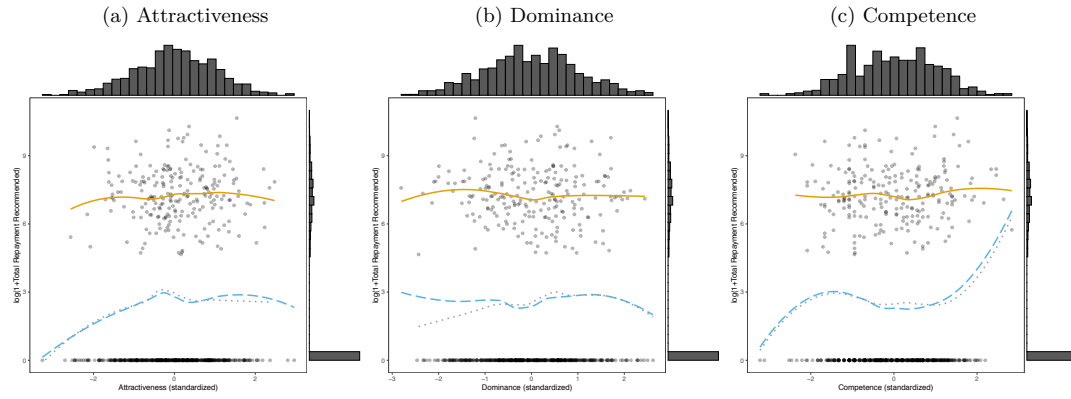 (a) Attractiveness
(b) Dominance
(c) Competence
log(1+Total Repayment Recommended)
9
6
3
0
-2
0
2
Attractiveness (standardized)
log(1+Total Repayment Recommended)
9
6
3
0
-3
-2
-1
0
1
2
Dominance (standardized)
log(1+Total Repayment Recommended)
9
6
3
0
-2
0
2
Competence (standardized)